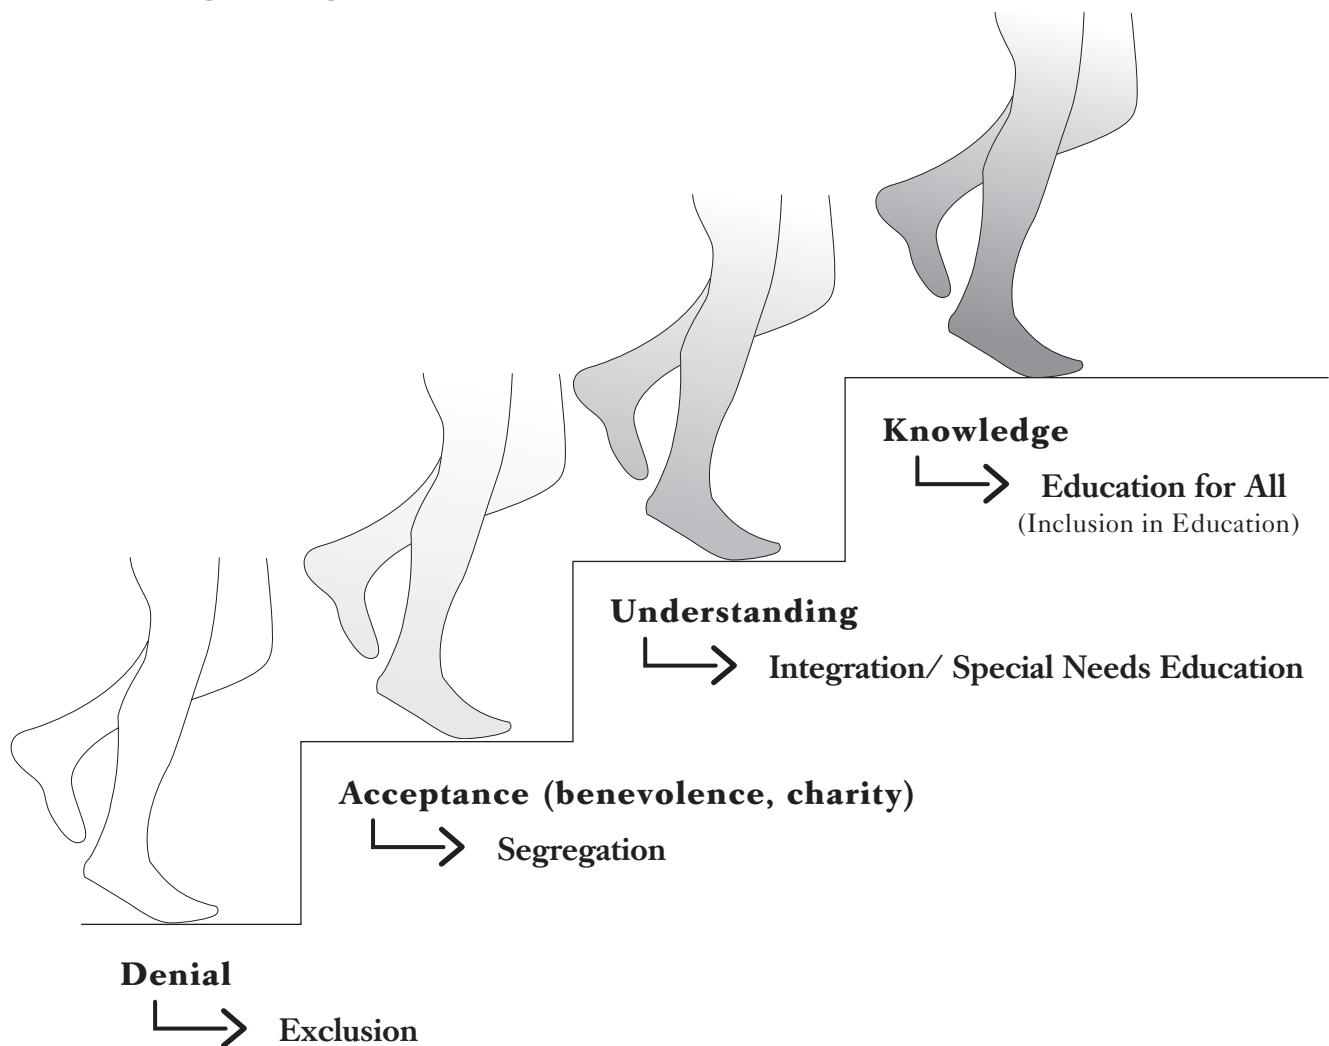 Knowledge
Education for All
(Inclusion in Education)
Understanding
Integration/ Special Needs Education
Acceptance (benevolence, charity)
Segregation
Denial
Exclusion